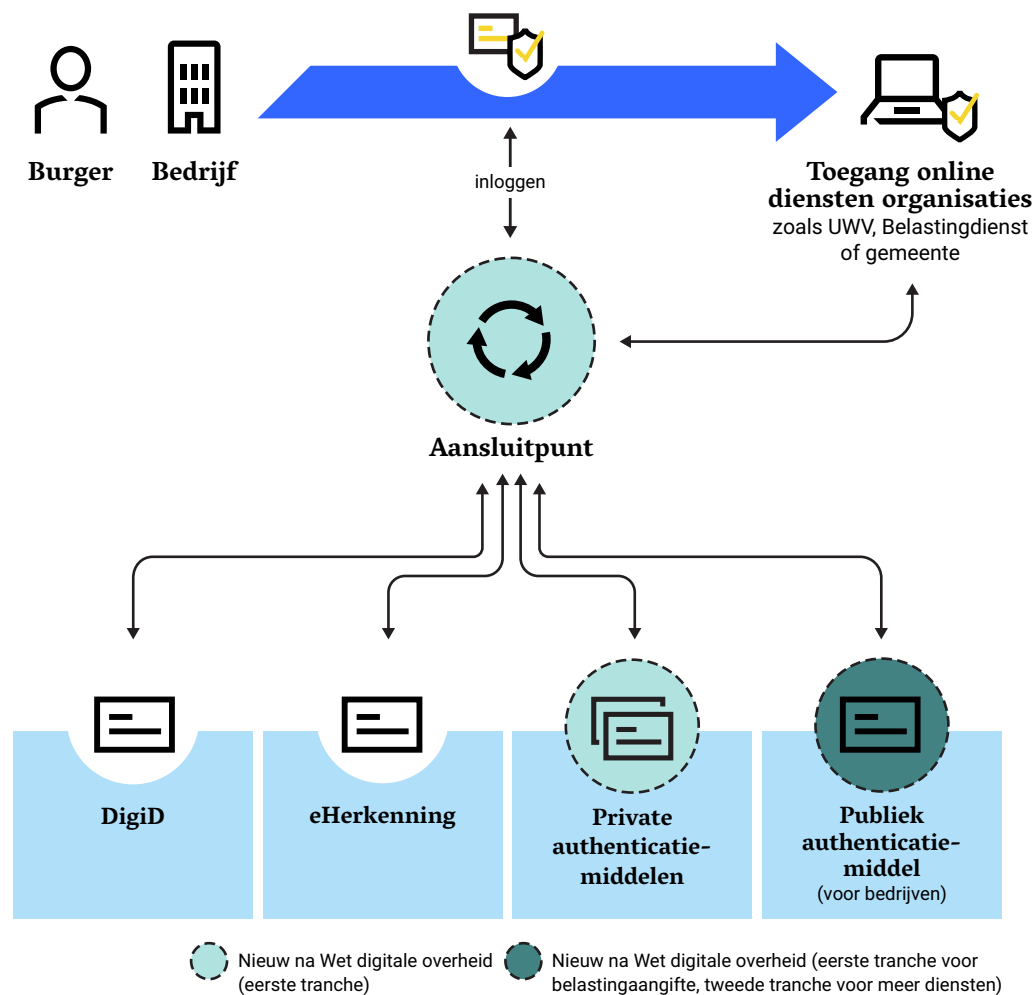 Burger
Bedrijf
inloggen
Toegang online
diensten organisaties
zoals UWV, Belastingdienst
of gemeente
Aansluitpunt
DigiD
eHerkenning
Private
authenticatie-
middelen
Publiek
authenticatie-
middel
(voor bedrijven)
Nieuw na Wet digitale overheid
(eerste tranche)
Nieuw na Wet digitale overheid (eerste tranche voor
belastingaangifte, tweede tranche voor meer diensten)